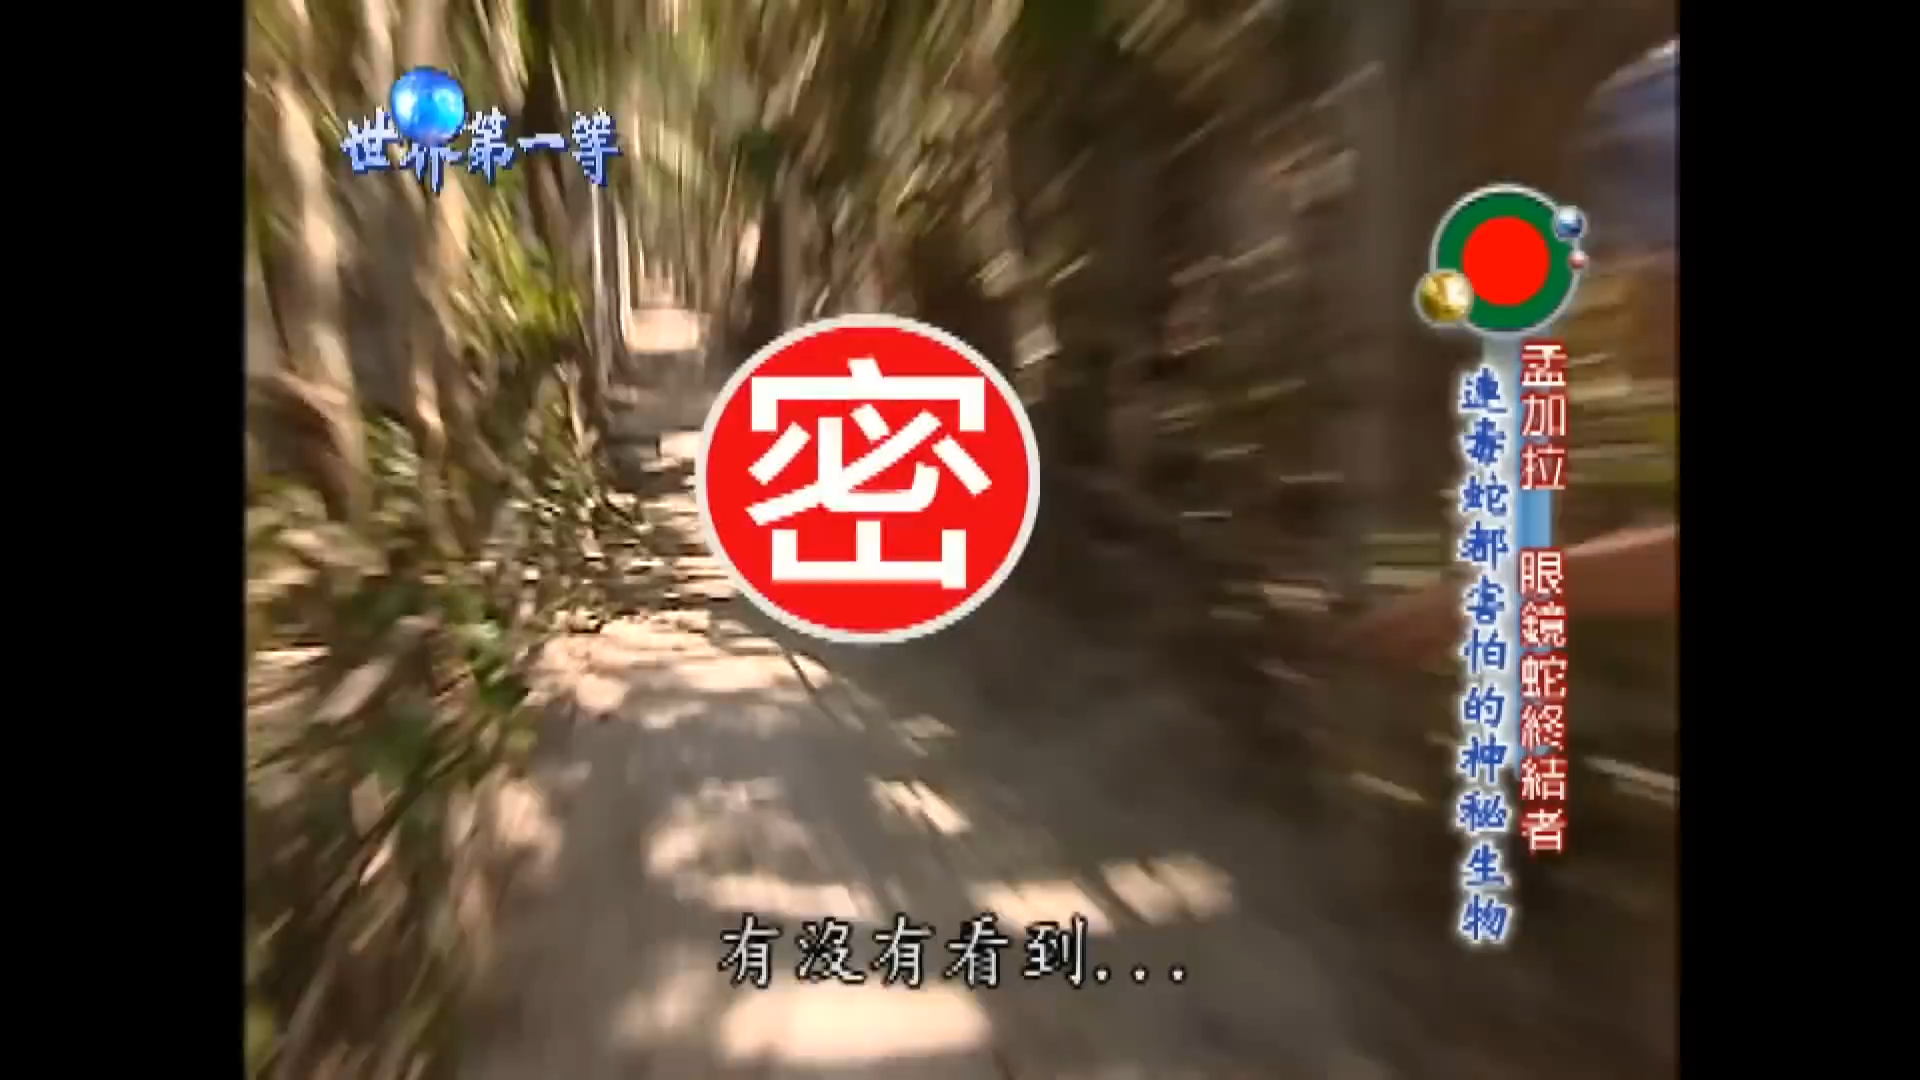 世界第一等
密
孟加拉 眼鏡蛇終結者
連毒蛇都害怕的神秘生物
有沒有看到...